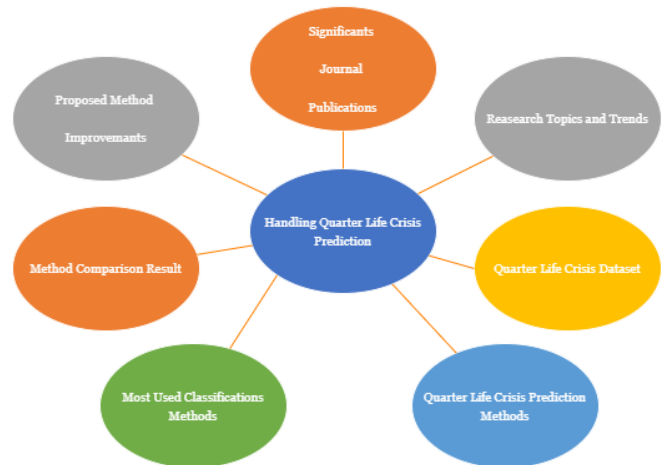 Significants
Journal
Publications
Proposed Method
Improvemants
Reasearch Topics and Trends
Handling Quarter Life Crisis
Prediction
Method Comparison Result
Quarter Life Crisis Dataset
Most Used Classifications
Methods
Quarter Life Crisis Prediction
Methods